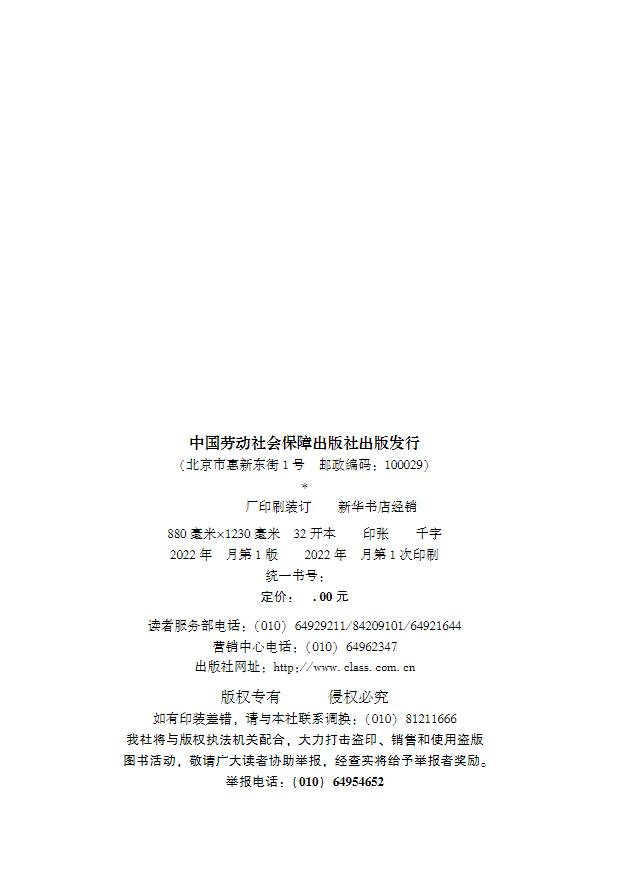 中国劳动社会保障出版社出版发行
（北京市惠新东街 1 号　邮政编码：100029）
*
厂印刷装订　　新华书店经销
880 毫米×1230 毫米　32 开本　　印张　　千字
2022 年　月第 1 版　　2022 年　月第 1 次印刷
统一书号：
定价：　. 00 元
读者服务部电话：（010）64929211/84209101/64921644
营销中心电话：（010）64962347
出版社网址：http://www.class.com.cn
版权专有　　　侵权必究
如有印装差错，请与本社联系调换：（010）81211666
我社将与版权执法机关配合，大力打击盗印、销售和使用盗版
图书活动，敬请广大读者协助举报，经查实将给予举报者奖励。
举报电话：（010）64954652